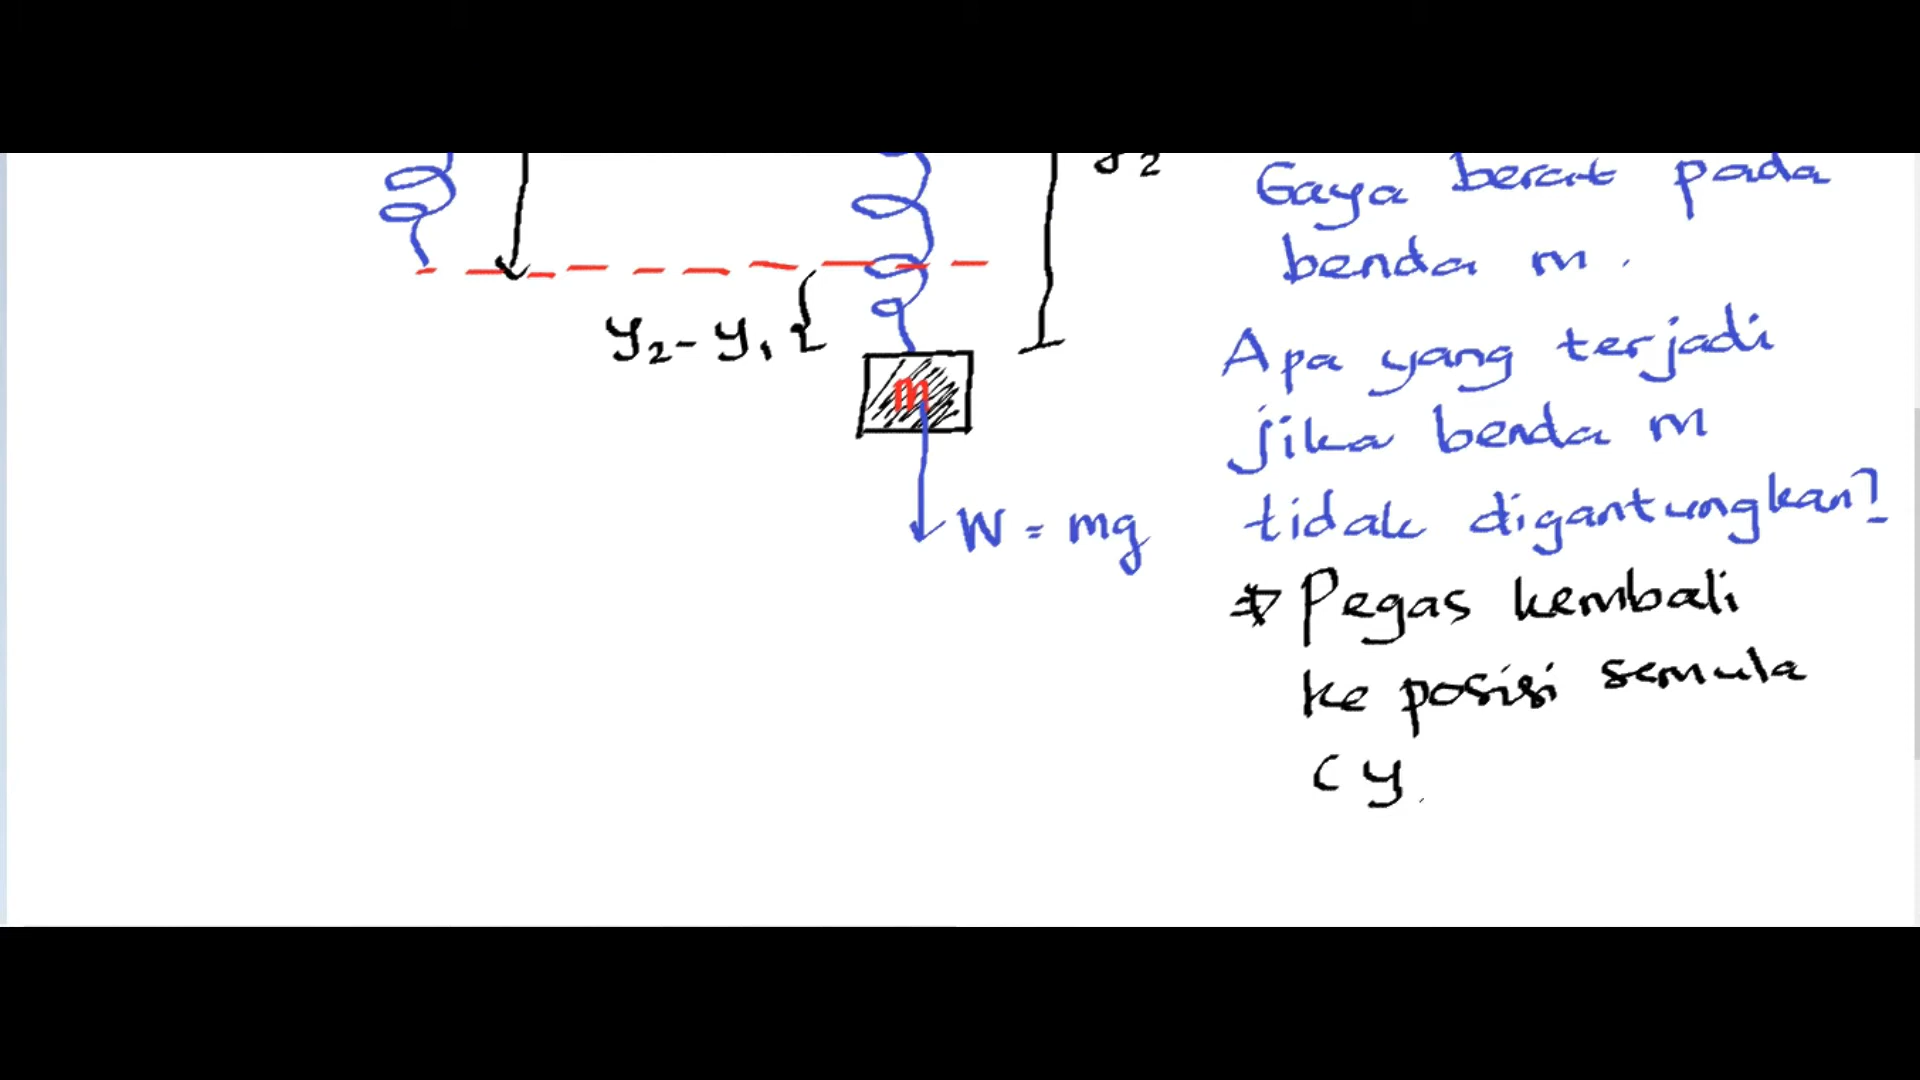 y2
Gaya berat pada
benda m.
y2 - y1
m
W = mg
Apa yang terjadi
jika benda m
tidak digantungkan?
⇒ Pegas kembali
ke posisi semula
(y